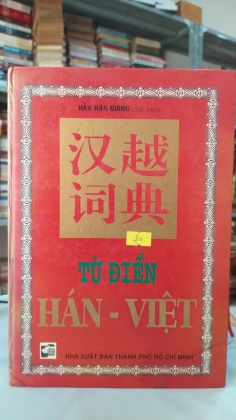 HẦU HÀN GIANG chủ biên
汉越
词典
TỪ ĐIỂN
HÁN - VIỆT
NHÀ XUẤT BẢN THÀNH PHỐ HỒ CHÍ MINH